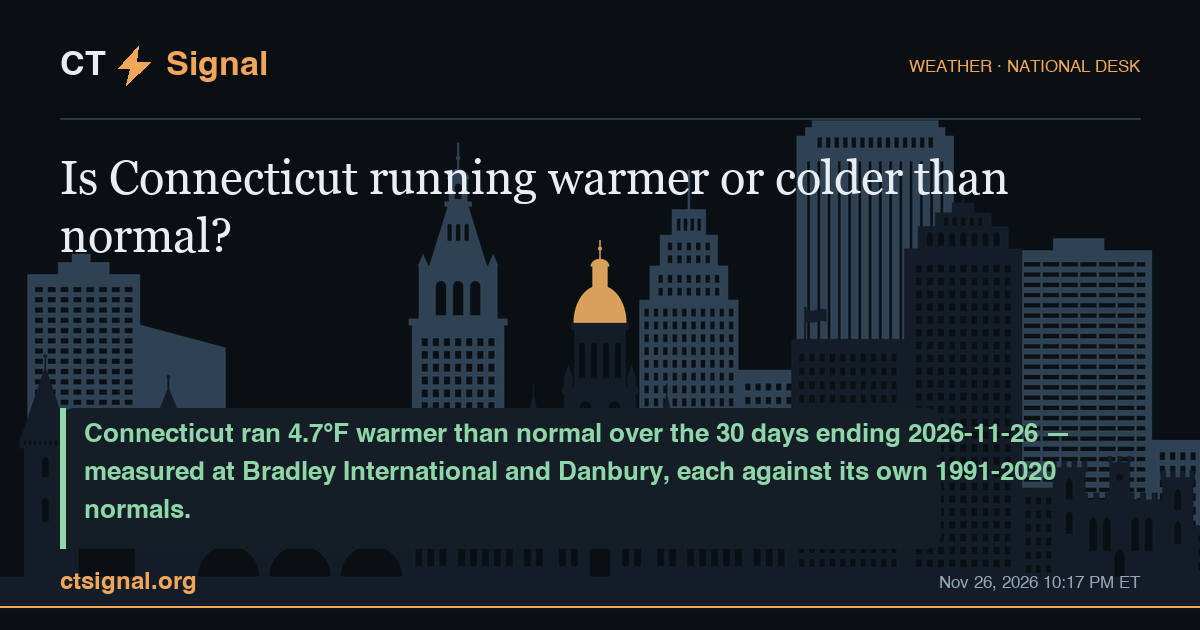 CT Signal
WEATHER · NATIONAL DESK
Is Connecticut running warmer or colder than
normal?
Connecticut ran 4.7°F warmer than normal over the 30 days ending 2026-11-26 —
measured at Bradley International and Danbury, each against its own 1991-2020
normals.
ctsignal.org
Nov 26, 2026 10:17 PM ET